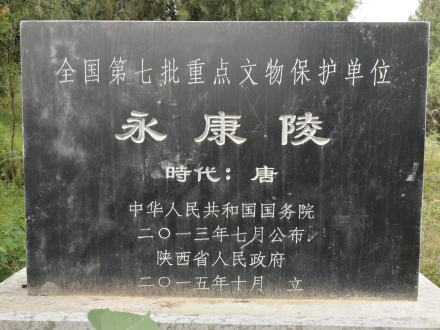 全国第七批重点文物保护单位
永康陵
時代：唐
中华人民共和国国务院
二〇一三年七月公布
陕西省人民政府
二〇一五年十月 立